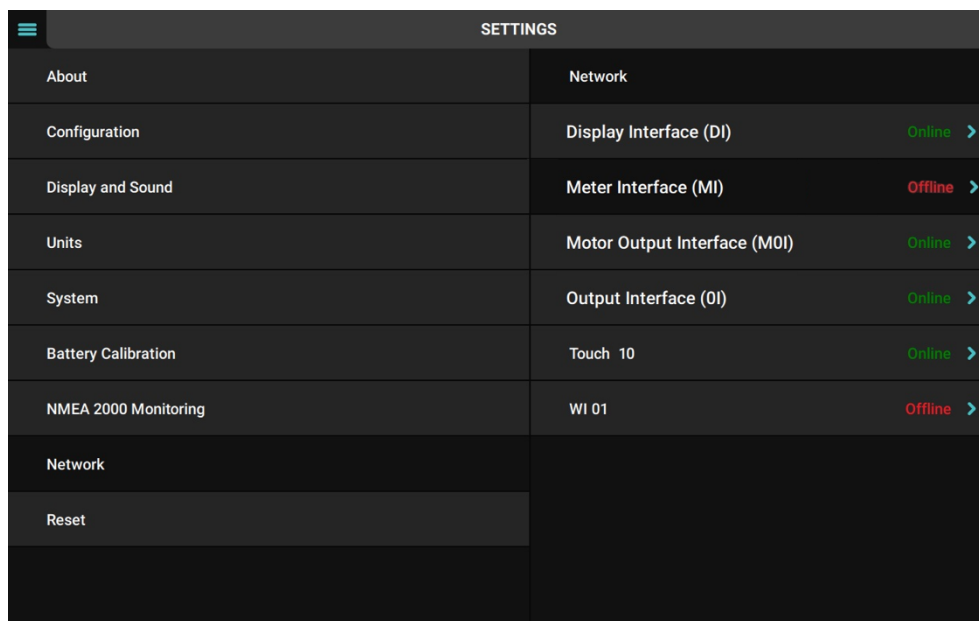 SETTINGS
About
Configuration
Display and Sound
Units
System
Battery Calibration
NMEA 2000 Monitoring
Network
Reset
Network
Display Interface (DI) Online
Meter Interface (MI) Offline
Motor Output Interface (M0I) Online
Output Interface (0I) Online
Touch 10 Online
WI 01 Offline